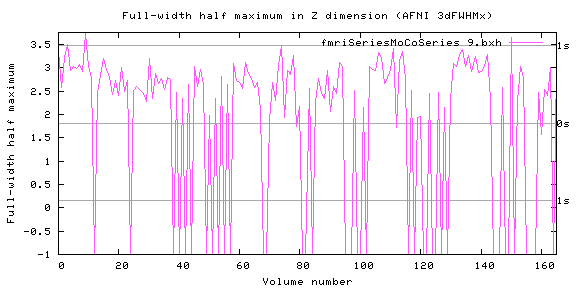 Full-width half maximum in Z dimension (AFNI 3dFWHMx)
fmriSeriesMoCoSeries_9.bxh
3.5
3
2.5
2
1.5
1
0.5
0
-0.5
-1
1s
0s
1s
Full-width half maximum
0 20 40 60 80 100 120 140 160
Volume number